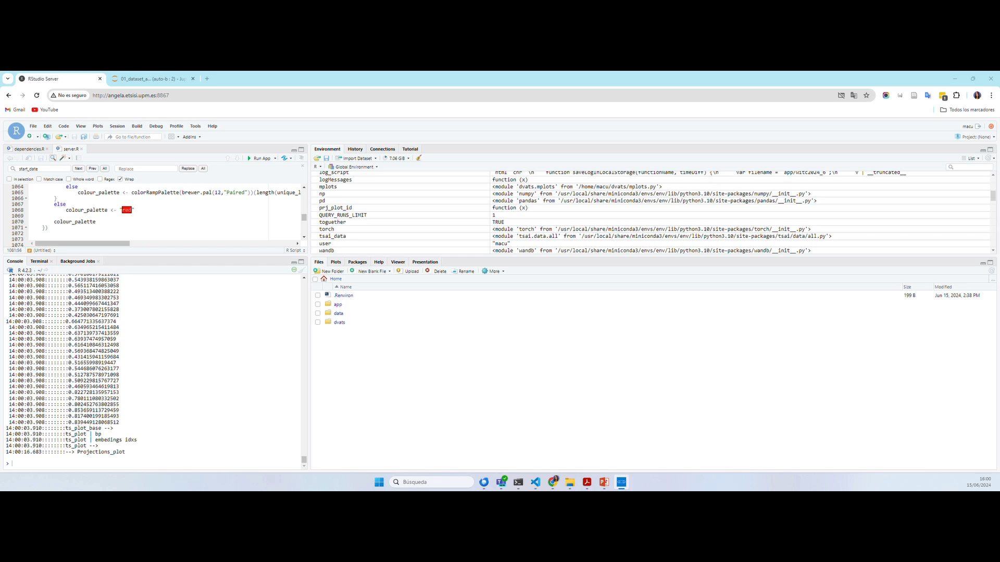 RStudio Server
01_dataset_a... (auto-b : 2) - Ju
No es seguro
http://angela.etsisi.upm.es:8867
1
Gmail
YouTube
Todos los marcadores
R
File Edit Code View Plots Session Build Debug Profile Tools Help
macu
Go to file/function
Addins
Project: (None)
dependencies.R
server.R
Run App
start_date
Next
Prev
All
Replace
Replace
All
In selection
Match case
Whole word
Regex
Wrap
1064 else
1065 colour_palette <- colorRampPalette(brewer.pal(12,"Paired"))(length(unique_l
1066 }
1067 else
1068 colour_palette <- "red"
1069
1070 colour_palette
1071 })
1072
1073
1074
1081:56
(Untitled)
R Script
Console
Terminal
Background Jobs
R 4.2.3 · ~/
14:00:03.908::::::::0.543938159863037
14:00:03.908::::::::0.565117416053058
14:00:03.908::::::::0.493513400388222
14:00:03.908::::::::0.469349983302753
14:00:03.908::::::::0.444099667441347
14:00:03.908::::::::0.373007802155828
14:00:03.908::::::::0.425030647197691
14:00:03.908::::::::0.664771335637374
14:00:03.908::::::::0.634965215411484
14:00:03.908::::::::0.637139737413559
14:00:03.908::::::::0.63937474957059
14:00:03.908::::::::0.616410846312498
14:00:03.908::::::::0.569368474825049
14:00:03.908::::::::0.431415941159684
14:00:03.908::::::::0.51655998919447
14:00:03.908::::::::0.544686076263177
14:00:03.908::::::::0.512787578971098
14:00:03.908::::::::0.509229815767727
14:00:03.908::::::::0.460593464619813
14:00:03.908::::::::0.822728135957153
14:00:03.908::::::::0.780111080332502
14:00:03.908::::::::0.802452763802855
14:00:03.908::::::::0.853659113729459
14:00:03.908::::::::0.817400199185493
14:00:03.908::::::::0.839449128068512
14:00:03.910::::::::ts_plot_base -->
14:00:03.910::::::::ts_plot | bp
14:00:03.910::::::::ts_plot | embedings idxs
14:00:03.910::::::::ts_plot -->
14:00:16.683::::::::--> Projections_plot
>
Environment
History
Connections
Tutorial
Import Dataset
7.06 GiB
List
R
Global Environment
log_script "html chr "\n function saveLogInLocalStorage(functionName, timeDiff) {\n var filename = app/witc2024_6 ;\n v | __truncated__
logMessages function (x)
mplots <module 'dvats.mplots' from '/home/macu/dvats/mplots.py'>
np <module 'numpy' from '/usr/local/share/miniconda3/envs/env/lib/python3.10/site-packages/numpy/__init__.py'>
pd <module 'pandas' from '/usr/local/share/miniconda3/envs/env/lib/python3.10/site-packages/pandas/__init__.py'>
prj_plot_id function (x)
QUERY_RUNS_LIMIT 1
toguether TRUE
torch <module 'torch' from '/usr/local/share/miniconda3/envs/env/lib/python3.10/site-packages/torch/__init__.py'>
tsai_data <module 'tsai.data.all' from '/usr/local/share/miniconda3/envs/env/lib/python3.10/site-packages/tsai/data/all.py'>
user "macu"
wandb <module 'wandb' from '/usr/local/share/miniconda3/envs/env/lib/python3.10/site-packages/wandb/__init__.py'>
Files
Plots
Packages
Help
Viewer
Presentation
New Folder
New Blank File
Upload
Delete
Rename
More
Home
Name Size Modified
.Renviron 199 B Jun 15, 2024, 2:38 PM
app
data
dvats
Búsqueda
16:00
15/06/2024